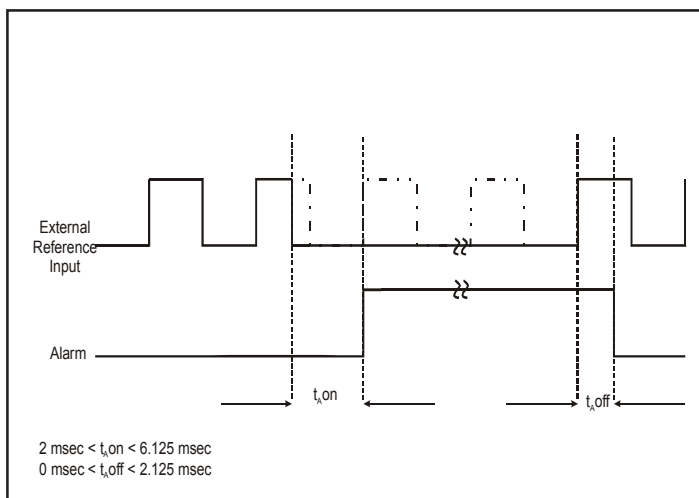 External
Reference
Input
Alarm
tAon
tAoff
2 msec < tAon < 6.125 msec
0 msec < tAoff < 2.125 msec